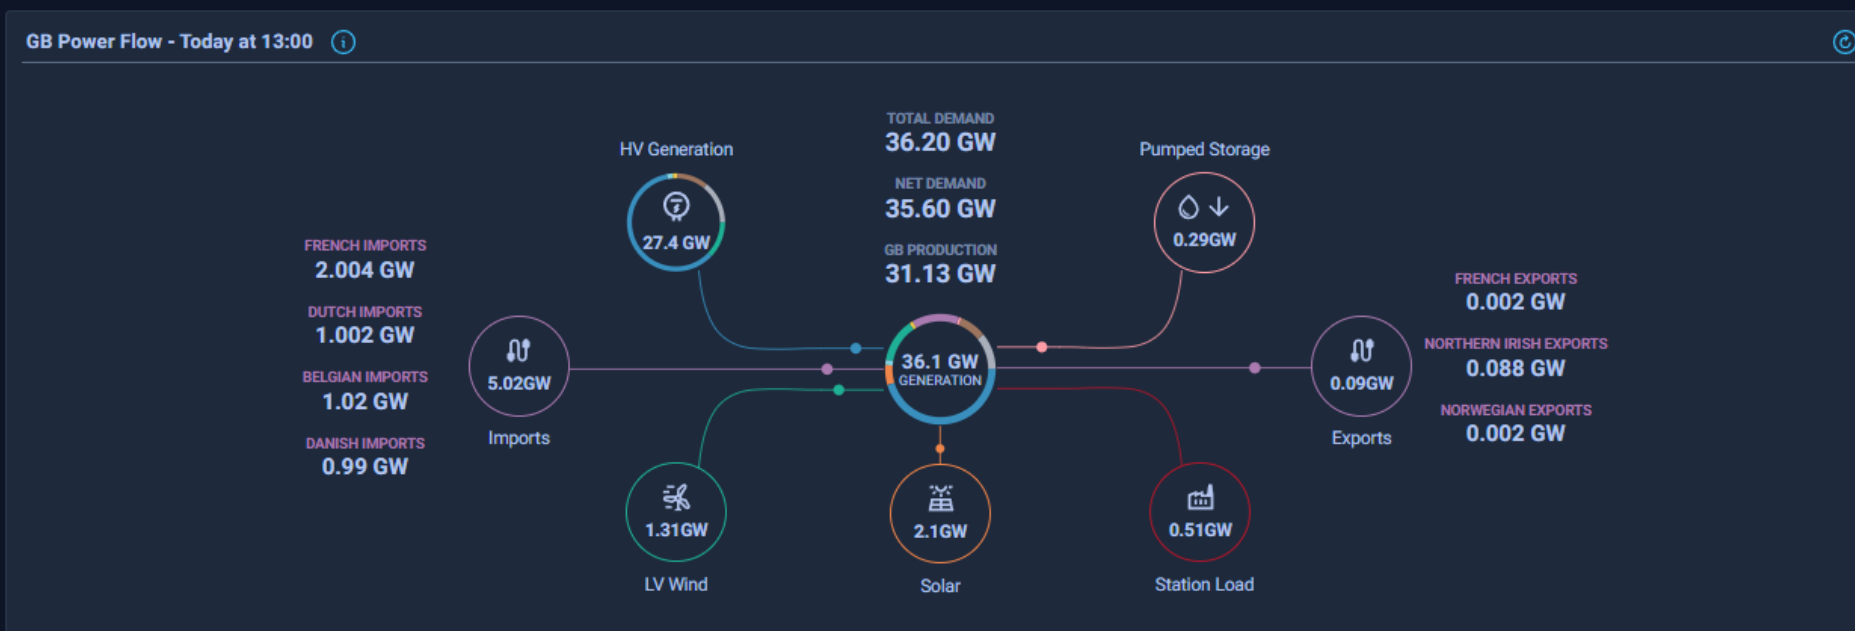 GB Power Flow - Today at 13:00
TOTAL DEMAND
36.20 GW
NET DEMAND
35.60 GW
GB PRODUCTION
31.13 GW
HV Generation
27.4 GW
Pumped Storage
0.29GW
FRENCH IMPORTS
2.004 GW
DUTCH IMPORTS
1.002 GW
BELGIAN IMPORTS
1.02 GW
DANISH IMPORTS
0.99 GW
5.02GW
Imports
36.1 GW
GENERATION
0.09GW
Exports
FRENCH EXPORTS
0.002 GW
NORTHERN IRISH EXPORTS
0.088 GW
NORWEGIAN EXPORTS
0.002 GW
1.31GW
LV Wind
2.1GW
Solar
0.51GW
Station Load